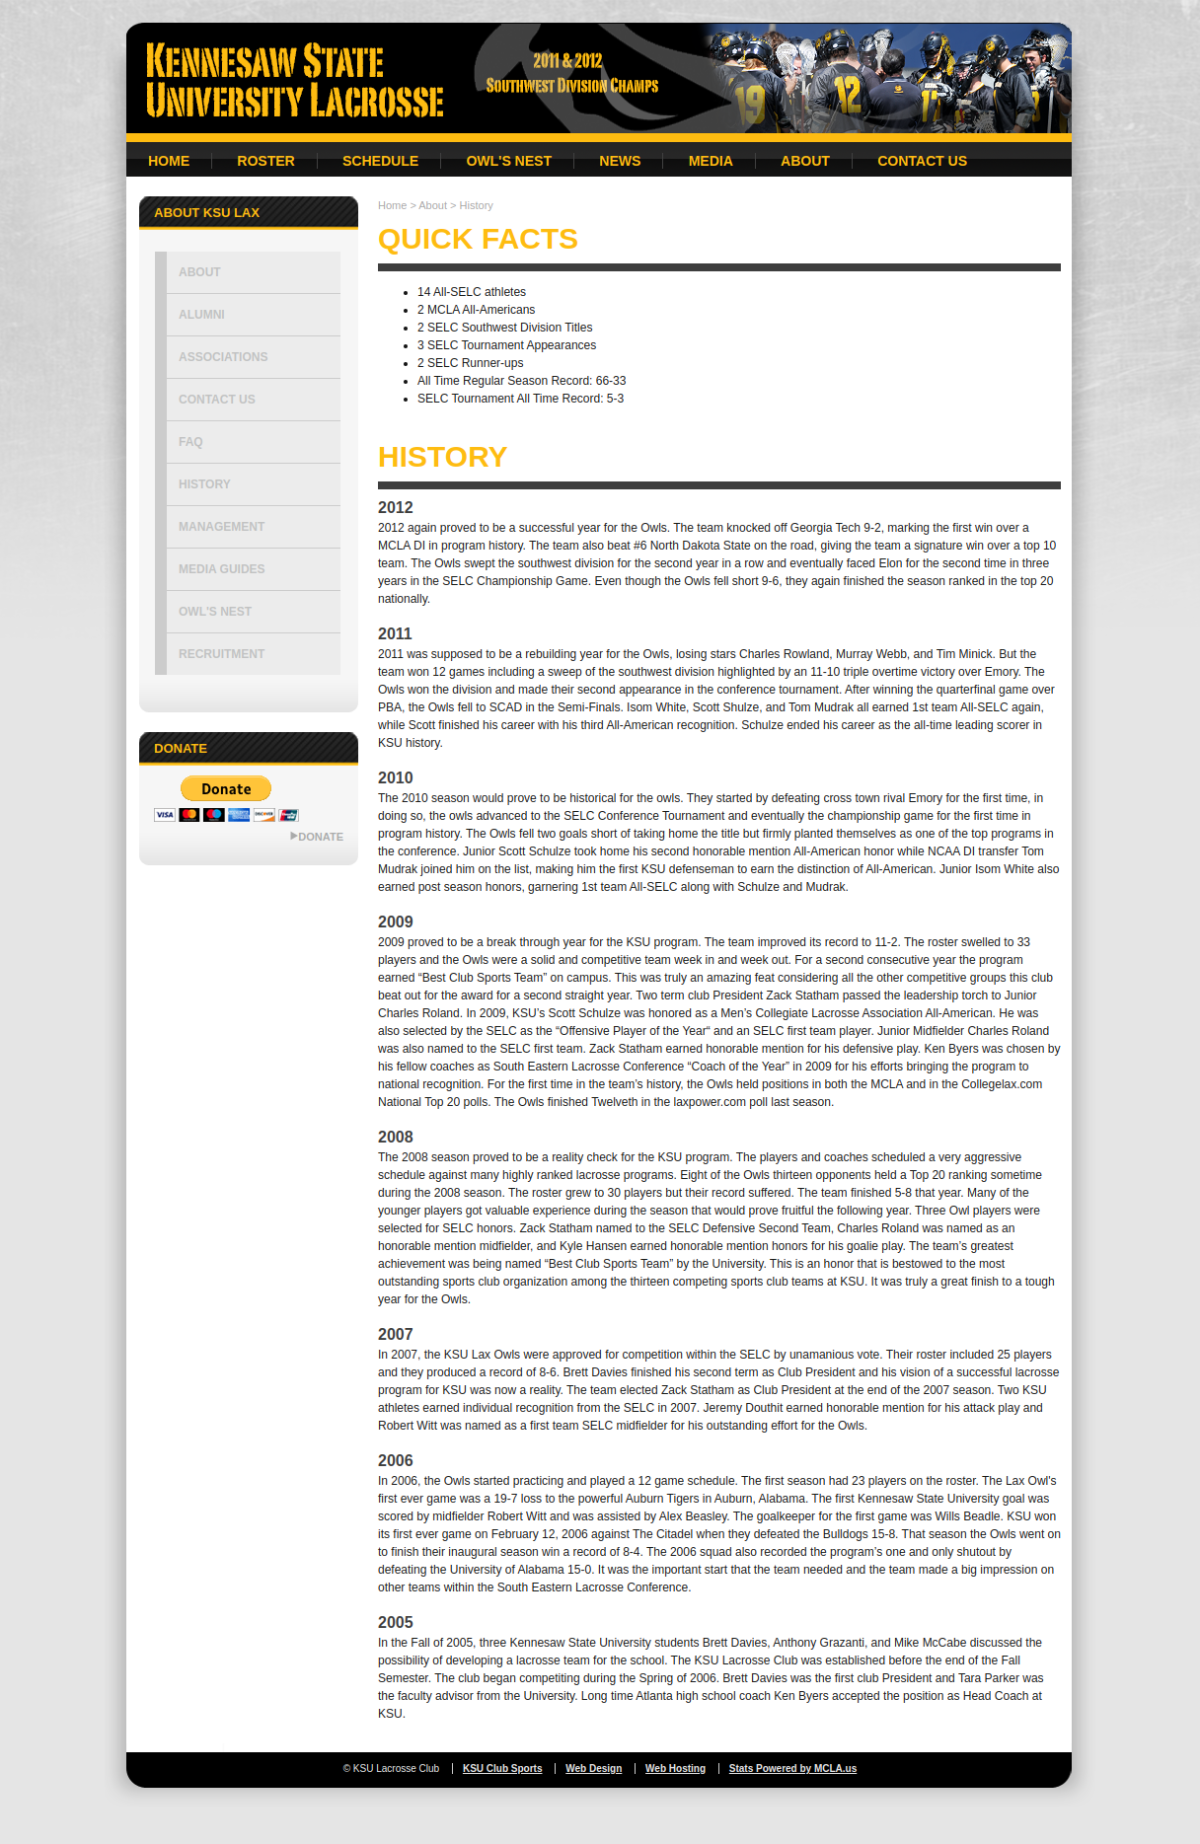 KENNESAW STATE
UNIVERSITY LACROSSE
2011 & 2012
SOUTHWEST DIVISION CHAMPS
HOME
ROSTER
SCHEDULE
OWL'S NEST
NEWS
MEDIA
ABOUT
CONTACT US
ABOUT KSU LAX
ABOUT
ALUMNI
ASSOCIATIONS
CONTACT US
FAQ
HISTORY
MANAGEMENT
MEDIA GUIDES
OWL'S NEST
RECRUITMENT
DONATE
Donate
DONATE
Home > About > History
QUICK FACTS
14 All-SELC athletes
2 MCLA All-Americans
2 SELC Southwest Division Titles
3 SELC Tournament Appearances
2 SELC Runner-ups
All Time Regular Season Record: 66-33
SELC Tournament All Time Record: 5-3
HISTORY
2012
2012 again proved to be a successful year for the Owls. The team knocked off Georgia Tech 9-2, marking the first win over a
MCLA DI in program history. The team also beat #6 North Dakota State on the road, giving the team a signature win over a top 10
team. The Owls swept the southwest division for the second year in a row and eventually faced Elon for the second time in three
years in the SELC Championship Game. Even though the Owls fell short 9-6, they again finished the season ranked in the top 20
nationally.
2011
2011 was supposed to be a rebuilding year for the Owls, losing stars Charles Rowland, Murray Webb, and Tim Minick. But the
team won 12 games including a sweep of the southwest division highlighted by an 11-10 triple overtime victory over Emory. The
Owls won the division and made their second appearance in the conference tournament. After winning the quarterfinal game over
PBA, the Owls fell to SCAD in the Semi-Finals. Isom White, Scott Shulze, and Tom Mudrak all earned 1st team All-SELC again,
while Scott finished his career with his third All-American recognition. Schulze ended his career as the all-time leading scorer in
KSU history.
2010
The 2010 season would prove to be historical for the owls. They started by defeating cross town rival Emory for the first time, in
doing so, the owls advanced to the SELC Conference Tournament and eventually the championship game for the first time in
program history. The Owls fell two goals short of taking home the title but firmly planted themselves as one of the top programs in
the conference. Junior Scott Schulze took home his second honorable mention All-American honor while NCAA DI transfer Tom
Mudrak joined him on the list, making him the first KSU defenseman to earn the distinction of All-American. Junior Isom White also
earned post season honors, garnering 1st team All-SELC along with Schulze and Mudrak.
2009
2009 proved to be a break through year for the KSU program. The team improved its record to 11-2. The roster swelled to 33
players and the Owls were a solid and competitive team week in and week out. For a second consecutive year the program
earned “Best Club Sports Team” on campus. This was truly an amazing feat considering all the other competitive groups this club
beat out for the award for a second straight year. Two term club President Zack Statham passed the leadership torch to Junior
Charles Roland. In 2009, KSU’s Scott Schulze was honored as a Men’s Collegiate Lacrosse Association All-American. He was
also selected by the SELC as the “Offensive Player of the Year“ and an SELC first team player. Junior Midfielder Charles Roland
was also named to the SELC first team. Zack Statham earned honorable mention for his defensive play. Ken Byers was chosen by
his fellow coaches as South Eastern Lacrosse Conference “Coach of the Year” in 2009 for his efforts bringing the program to
national recognition. For the first time in the team’s history, the Owls held positions in both the MCLA and in the Collegelax.com
National Top 20 polls. The Owls finished Twelveth in the laxpower.com poll last season.
2008
The 2008 season proved to be a reality check for the KSU program. The players and coaches scheduled a very aggressive
schedule against many highly ranked lacrosse programs. Eight of the Owls thirteen opponents held a Top 20 ranking sometime
during the 2008 season. The roster grew to 30 players but their record suffered. The team finished 5-8 that year. Many of the
younger players got valuable experience during the season that would prove fruitful the following year. Three Owl players were
selected for SELC honors. Zack Statham named to the SELC Defensive Second Team, Charles Roland was named as an
honorable mention midfielder, and Kyle Hansen earned honorable mention honors for his goalie play. The team’s greatest
achievement was being named “Best Club Sports Team” by the University. This is an honor that is bestowed to the most
outstanding sports club organization among the thirteen competing sports club teams at KSU. It was truly a great finish to a tough
year for the Owls.
2007
In 2007, the KSU Lax Owls were approved for competition within the SELC by unamanious vote. Their roster included 25 players
and they produced a record of 8-6. Brett Davies finished his second term as Club President and his vision of a successful lacrosse
program for KSU was now a reality. The team elected Zack Statham as Club President at the end of the 2007 season. Two KSU
athletes earned individual recognition from the SELC in 2007. Jeremy Douthit earned honorable mention for his attack play and
Robert Witt was named as a first team SELC midfielder for his outstanding effort for the Owls.
2006
In 2006, the Owls started practicing and played a 12 game schedule. The first season had 23 players on the roster. The Lax Owl's
first ever game was a 19-7 loss to the powerful Auburn Tigers in Auburn, Alabama. The first Kennesaw State University goal was
scored by midfielder Robert Witt and was assisted by Alex Beasley. The goalkeeper for the first game was Wills Beadle. KSU won
its first ever game on February 12, 2006 against The Citadel when they defeated the Bulldogs 15-8. That season the Owls went on
to finish their inaugural season win a record of 8-4. The 2006 squad also recorded the program’s one and only shutout by
defeating the University of Alabama 15-0. It was the important start that the team needed and the team made a big impression on
other teams within the South Eastern Lacrosse Conference.
2005
In the Fall of 2005, three Kennesaw State University students Brett Davies, Anthony Grazanti, and Mike McCabe discussed the
possibility of developing a lacrosse team for the school. The KSU Lacrosse Club was established before the end of the Fall
Semester. The club began competiting during the Spring of 2006. Brett Davies was the first club President and Tara Parker was
the faculty advisor from the University. Long time Atlanta high school coach Ken Byers accepted the position as Head Coach at
KSU.
© KSU Lacrosse Club | KSU Club Sports | Web Design | Web Hosting | Stats Powered by MCLA.us